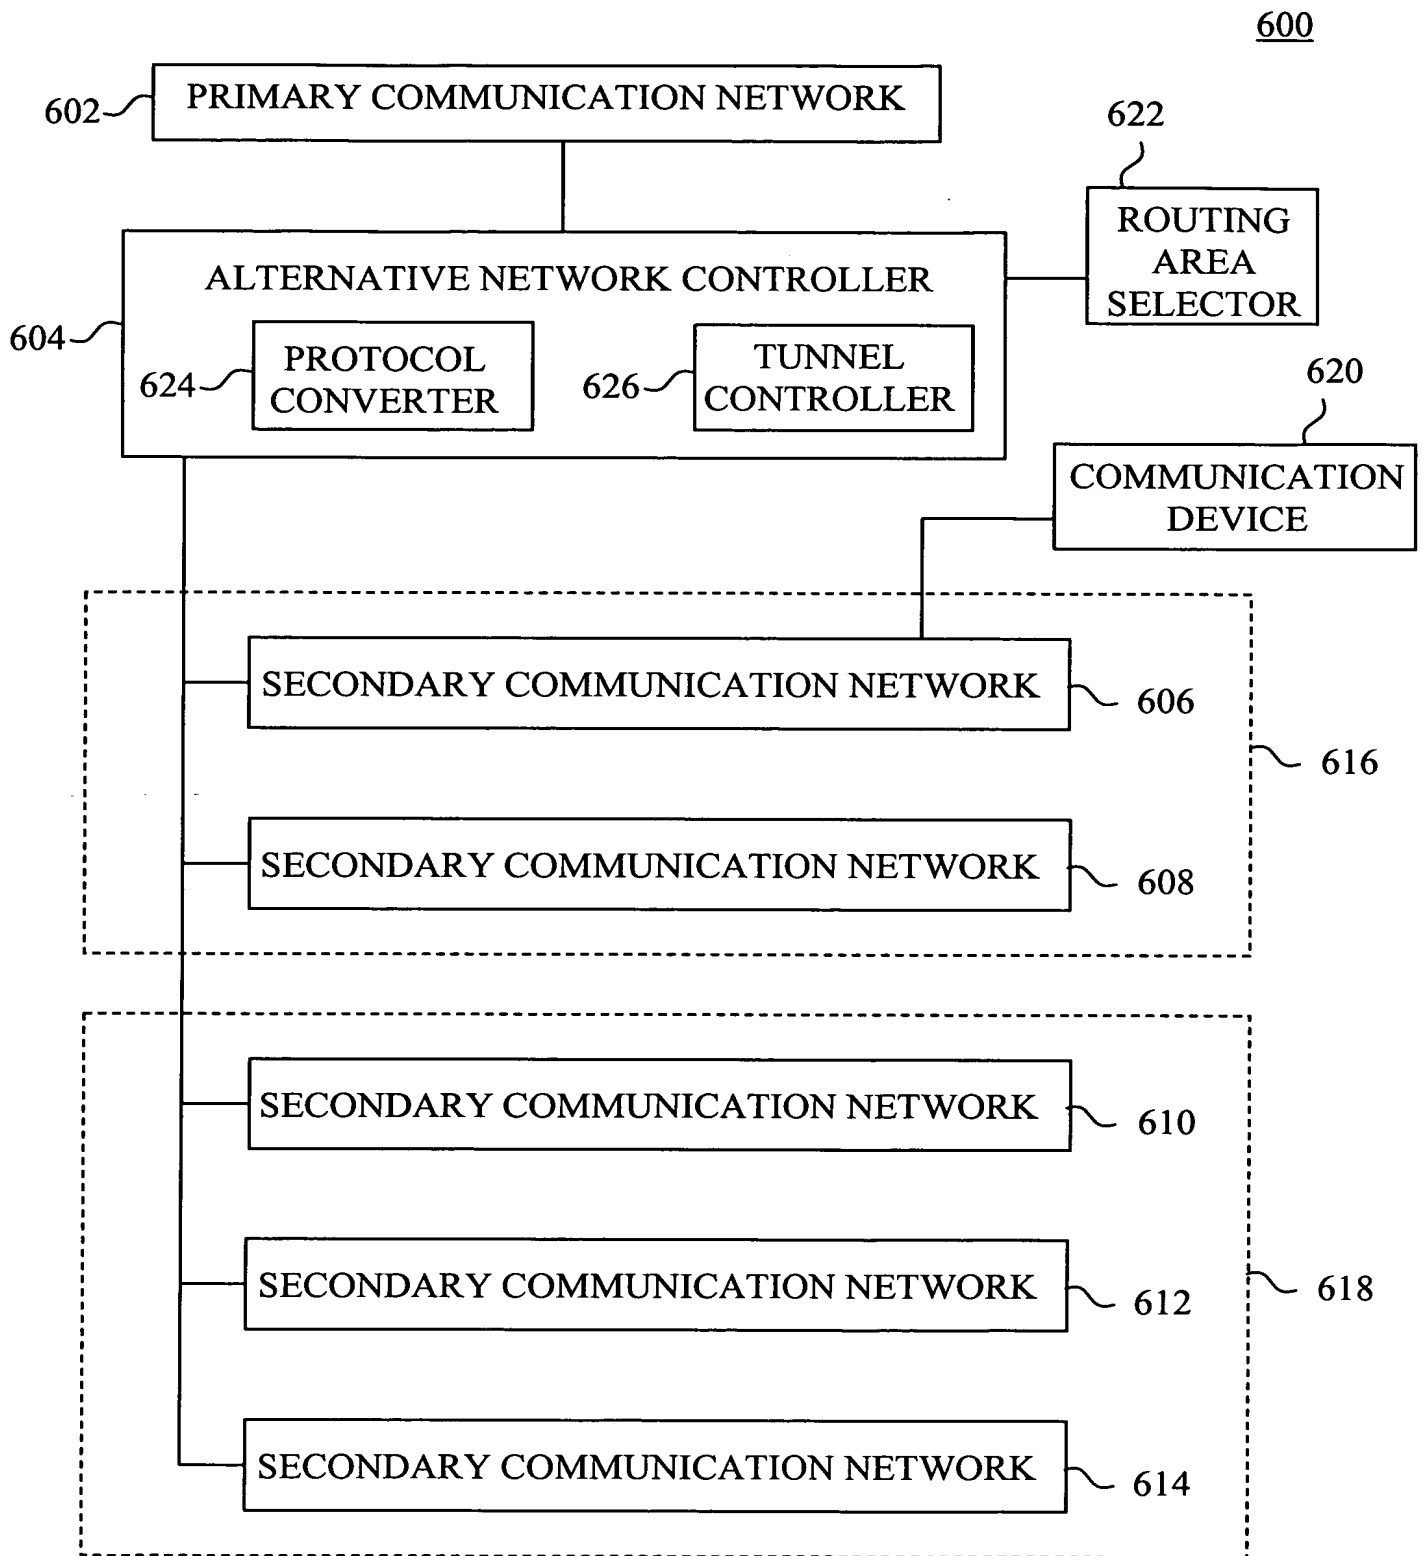 600
602
PRIMARY COMMUNICATION NETWORK
622
ROUTING
AREA
SELECTOR
604
ALTERNATIVE NETWORK CONTROLLER
624
PROTOCOL
CONVERTER
626
TUNNEL
CONTROLLER
620
COMMUNICATION
DEVICE
SECONDARY COMMUNICATION NETWORK
606
616
SECONDARY COMMUNICATION NETWORK
608
SECONDARY COMMUNICATION NETWORK
610
SECONDARY COMMUNICATION NETWORK
612
618
SECONDARY COMMUNICATION NETWORK
614